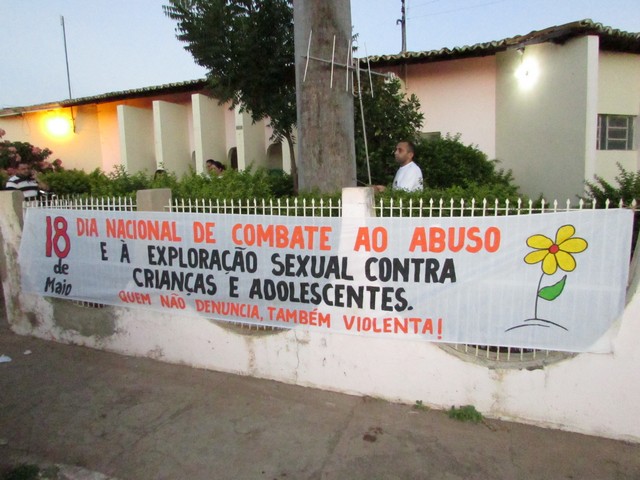 18 de Maio
DIA NACIONAL DE COMBATE AO ABUSO
E À EXPLORAÇÃO SEXUAL CONTRA
CRIANÇAS E ADOLESCENTES.
QUEM NÃO DENUNCIA, TAMBÉM VIOLENTA!